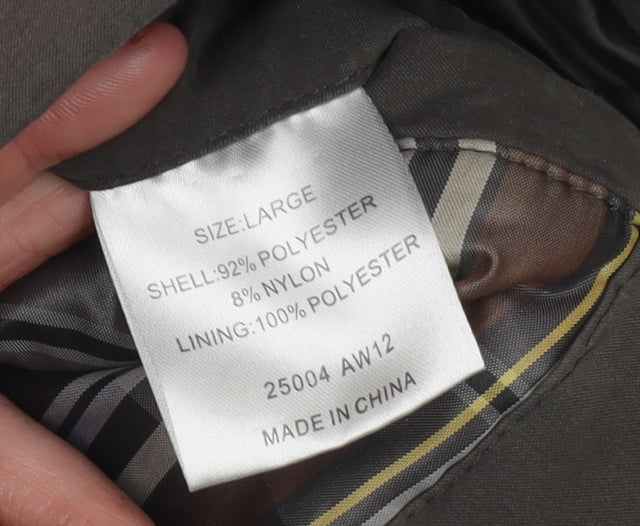 SIZE:LARGE
SHELL:92% POLYESTER
8% NYLON
LINING:100% POLYESTER
25004 AW12
MADE IN CHINA